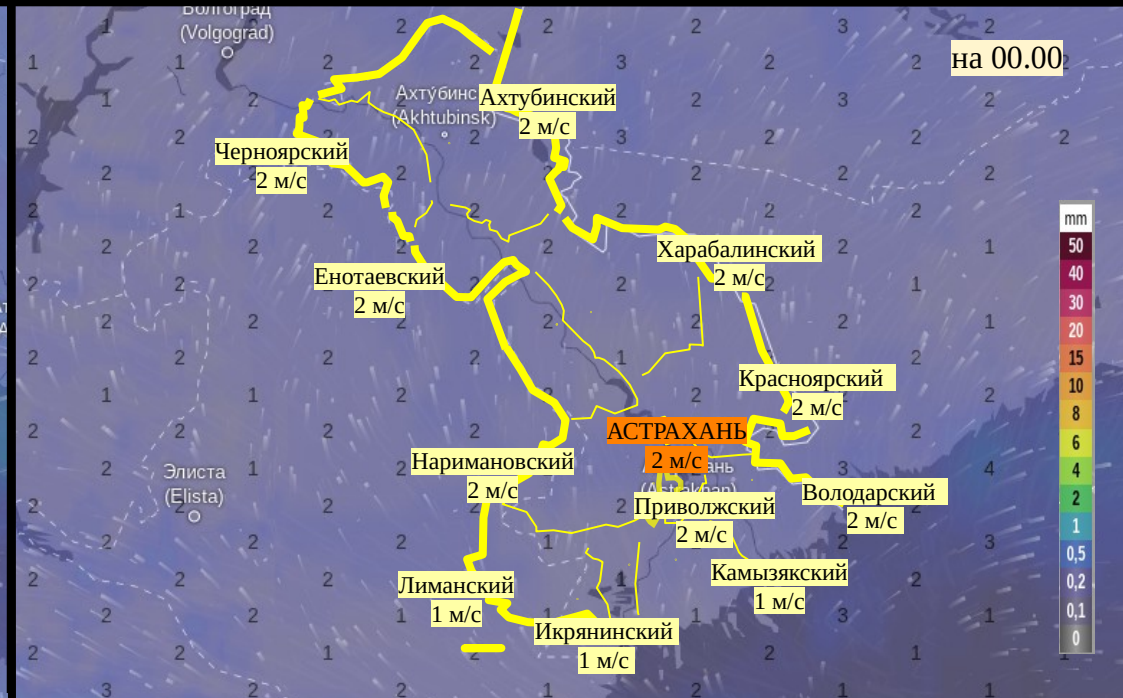 Волгоград
(Volgograd)
на 00.00
Ахтубинс
(Akhtubinsk)
Ахтубинский
2 м/с
Черноярский
2 м/с
Харабалинский
2 м/с
Енотаевский
2 м/с
mm
50
40
30
20
15
10
8
6
4
2
1
0,5
0,2
0,1
0
Красноярский
2 м/с
АСТРАХАНЬ
2 м/с
Наримановский
2 м/с
Элиста
(Elista)
(Astrakhan)
Володарский
2 м/с
Приволжский
2 м/с
Камызякский
1 м/с
Лиманский
1 м/с
Икрянинский
1 м/с